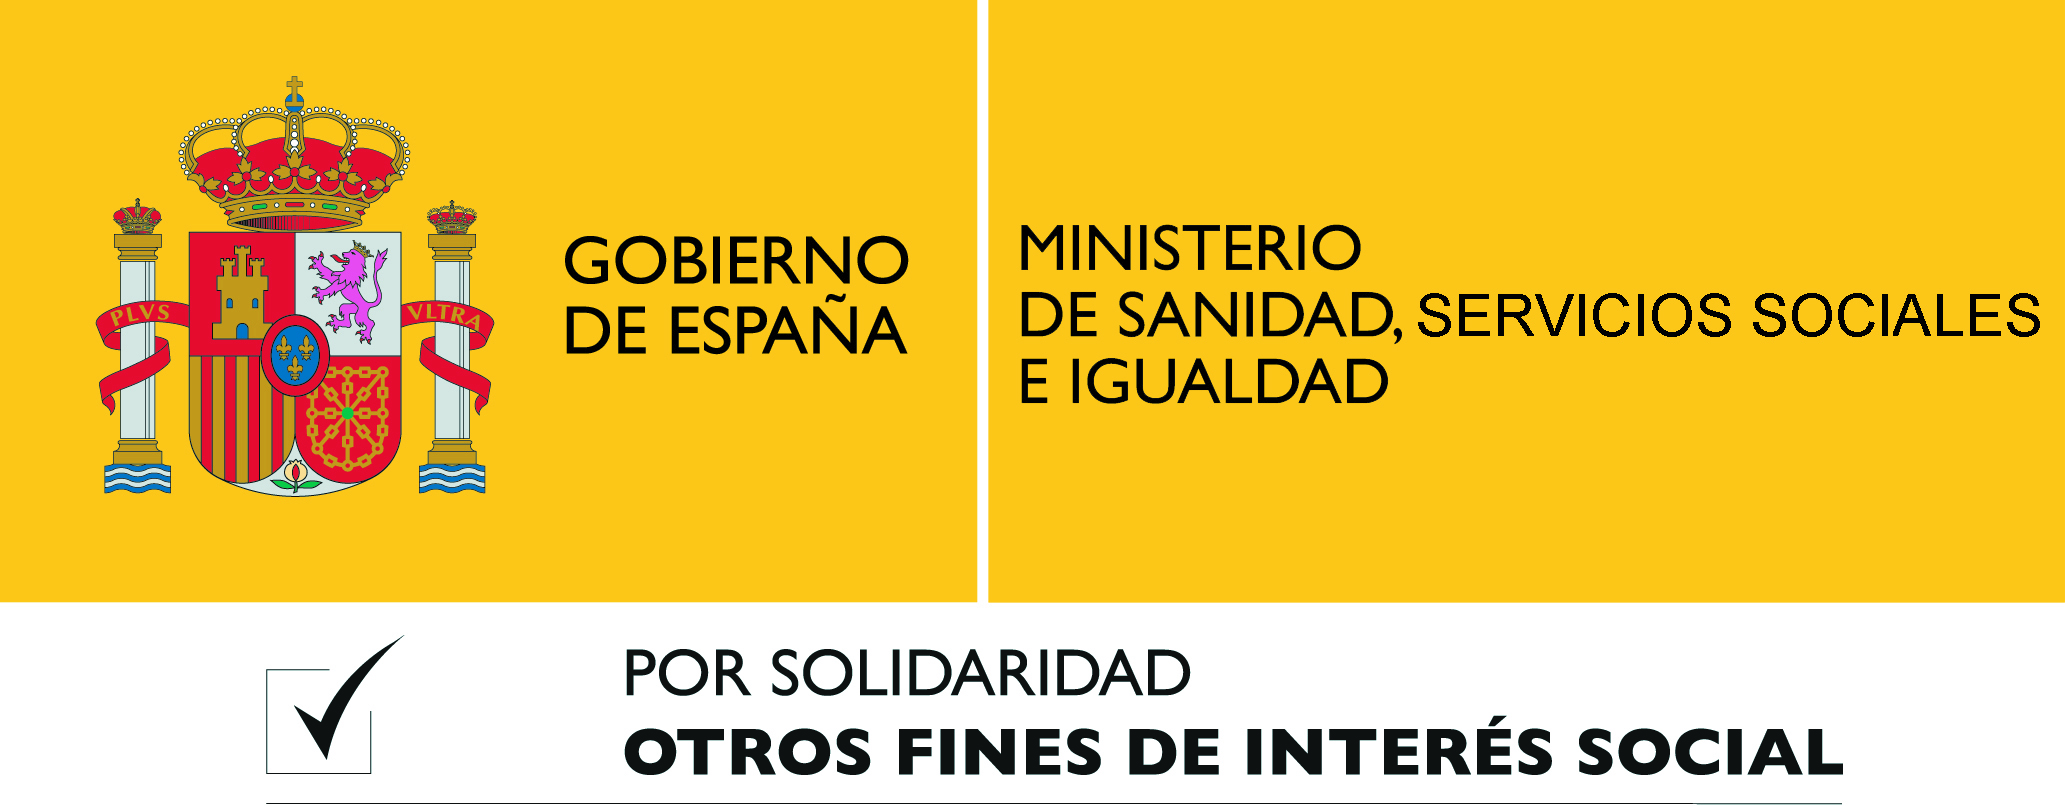 PLVS VLTRA
GOBIERNO
DE ESPAÑA
MINISTERIO
DE SANIDAD, SERVICIOS SOCIALES
E IGUALDAD
POR SOLIDARIDAD
OTROS FINES DE INTERÉS SOCIAL